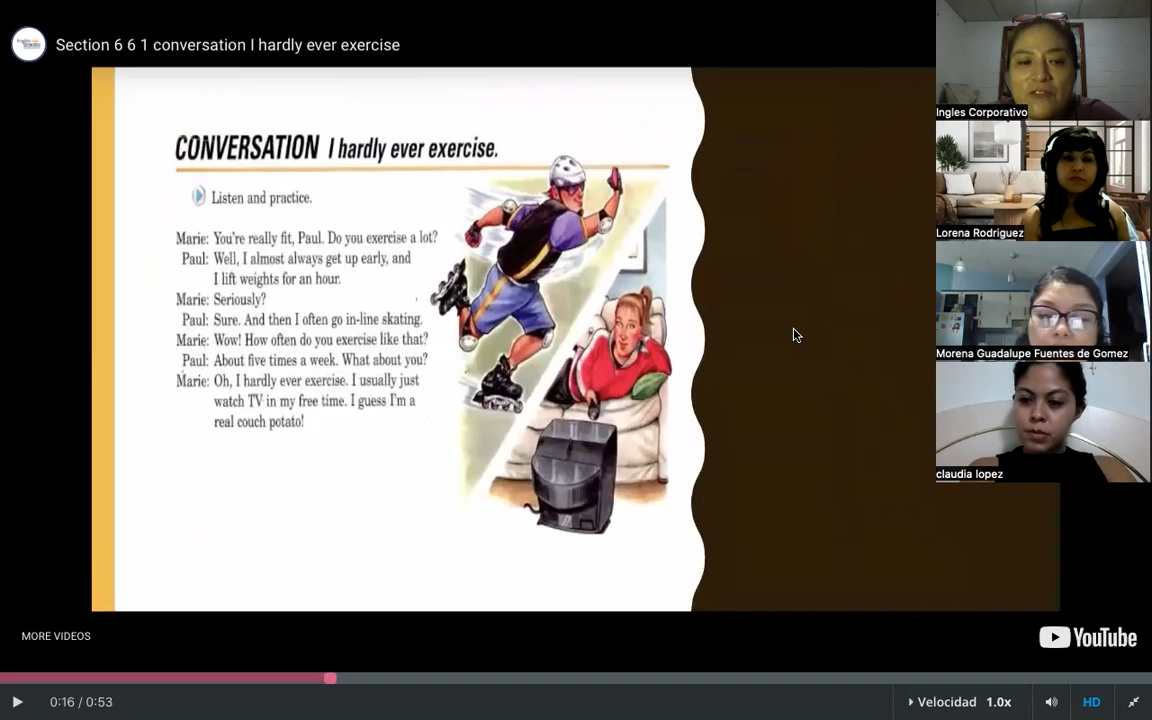 Section 6 6 1 conversation I hardly ever exercise
CONVERSATION I hardly ever exercise.
Listen and practice.
Marie: You're really fit, Paul. Do you exercise a lot?
Paul: Well, I almost always get up early, and
I lift weights for an hour.
Marie: Seriously?
Paul: Sure. And then I often go in-line skating.
Marie: Wow! How often do you exercise like that?
Paul: About five times a week. What about you?
Marie: Oh, I hardly ever exercise. I usually just
watch TV in my free time. I guess I'm a
real couch potato!
Ingles Corporativo
Lorena Rodriguez
Morena Guadalupe Fuentes de Gomez
claudia lopez
MORE VIDEOS
YouTube
0:16 / 0:53
Velocidad 1.0x
HD